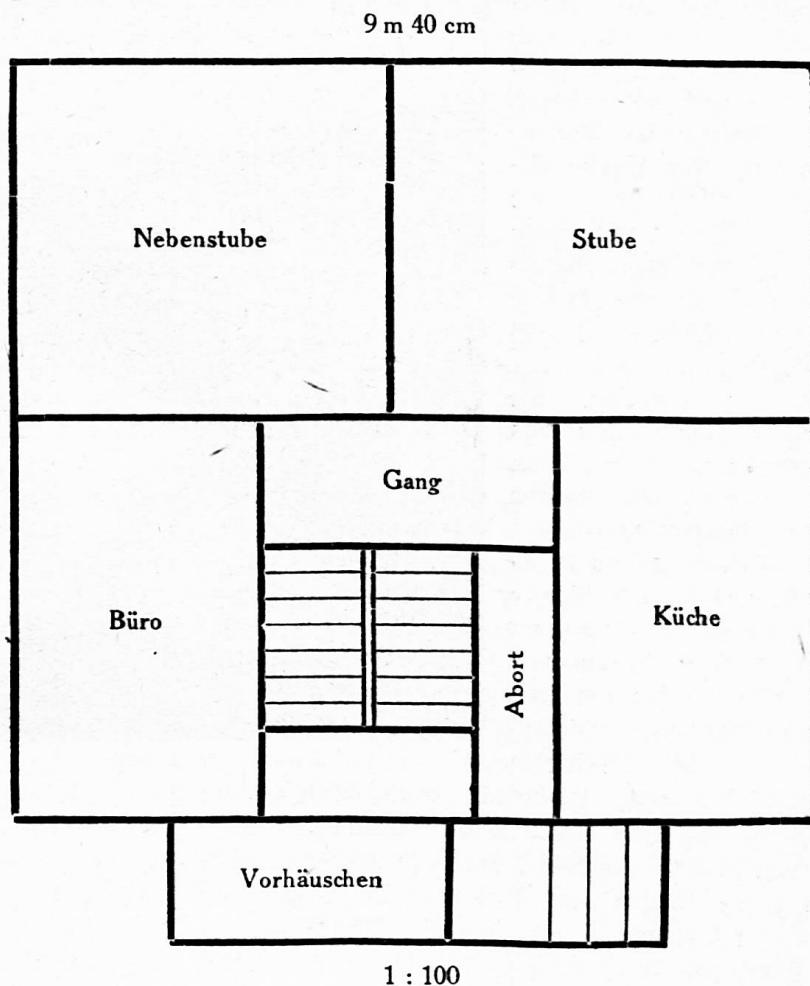 9 m 40 cm
Nebenstube
Stube
Gang
Büro
Küche
Abort
Vorhäuschen
1 : 100